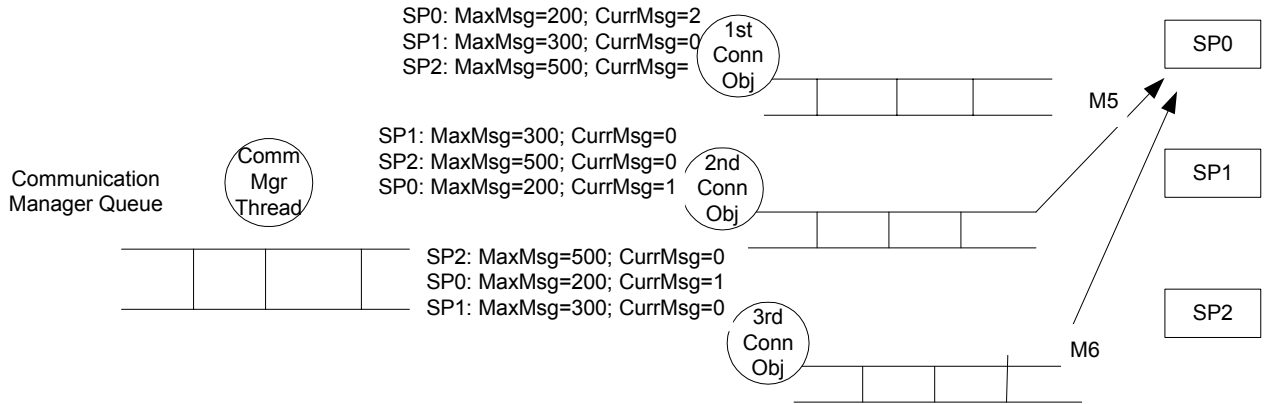 SP0: MaxMsg=200; CurrMsg=2
SP1: MaxMsg=300; CurrMsg=0
SP2: MaxMsg=500; CurrMsg=
1st
Conn
Obj
SP0
M5
SP1: MaxMsg=300; CurrMsg=0
SP2: MaxMsg=500; CurrMsg=0
SP0: MaxMsg=200; CurrMsg=1
2nd
Conn
Obj
SP1
Communication
Manager Queue
Comm
Mgr
Thread
SP2: MaxMsg=500; CurrMsg=0
SP0: MaxMsg=200; CurrMsg=1
SP1: MaxMsg=300; CurrMsg=0
3rd
Conn
Obj
SP2
M6